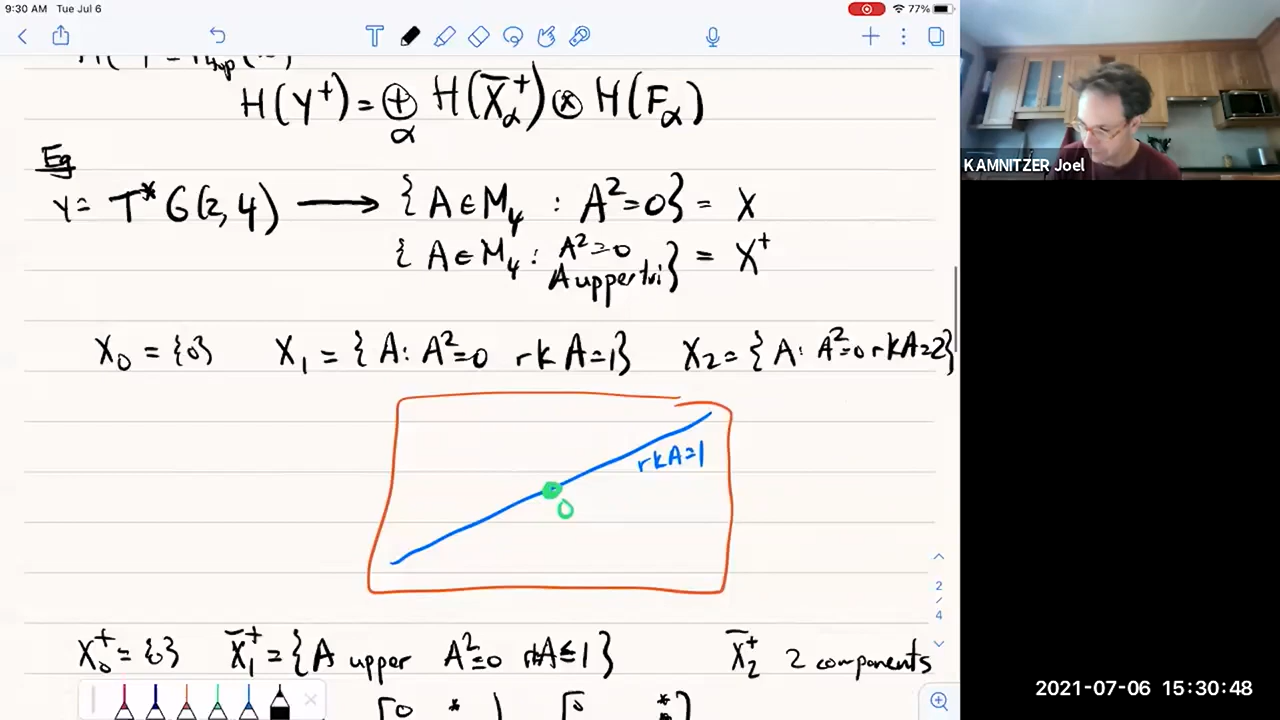 9:30 AM Tue Jul 6
77%
H(Y⁺) = ⊕_α H(X̄_α⁺) ⊗ H(F_α)
Eg
Y = T* G(2,4) → { A ∈ M₄ : A² = 0 } = X
{ A ∈ M₄ : A² = 0 A upper tri } = X⁺
X₀ = {0} X₁ = { A : A² = 0 rk A = 1 } X₂ = { A : A² = 0 rk A = 2 }
rk A = 1
0
X₀⁺ = {0} X̄₁⁺ = { A upper A² = 0 rk A ≤ 1 } X̄₂⁺ 2 components
2
/
4
KAMNITZER Joel
2021-07-06 15:30:48